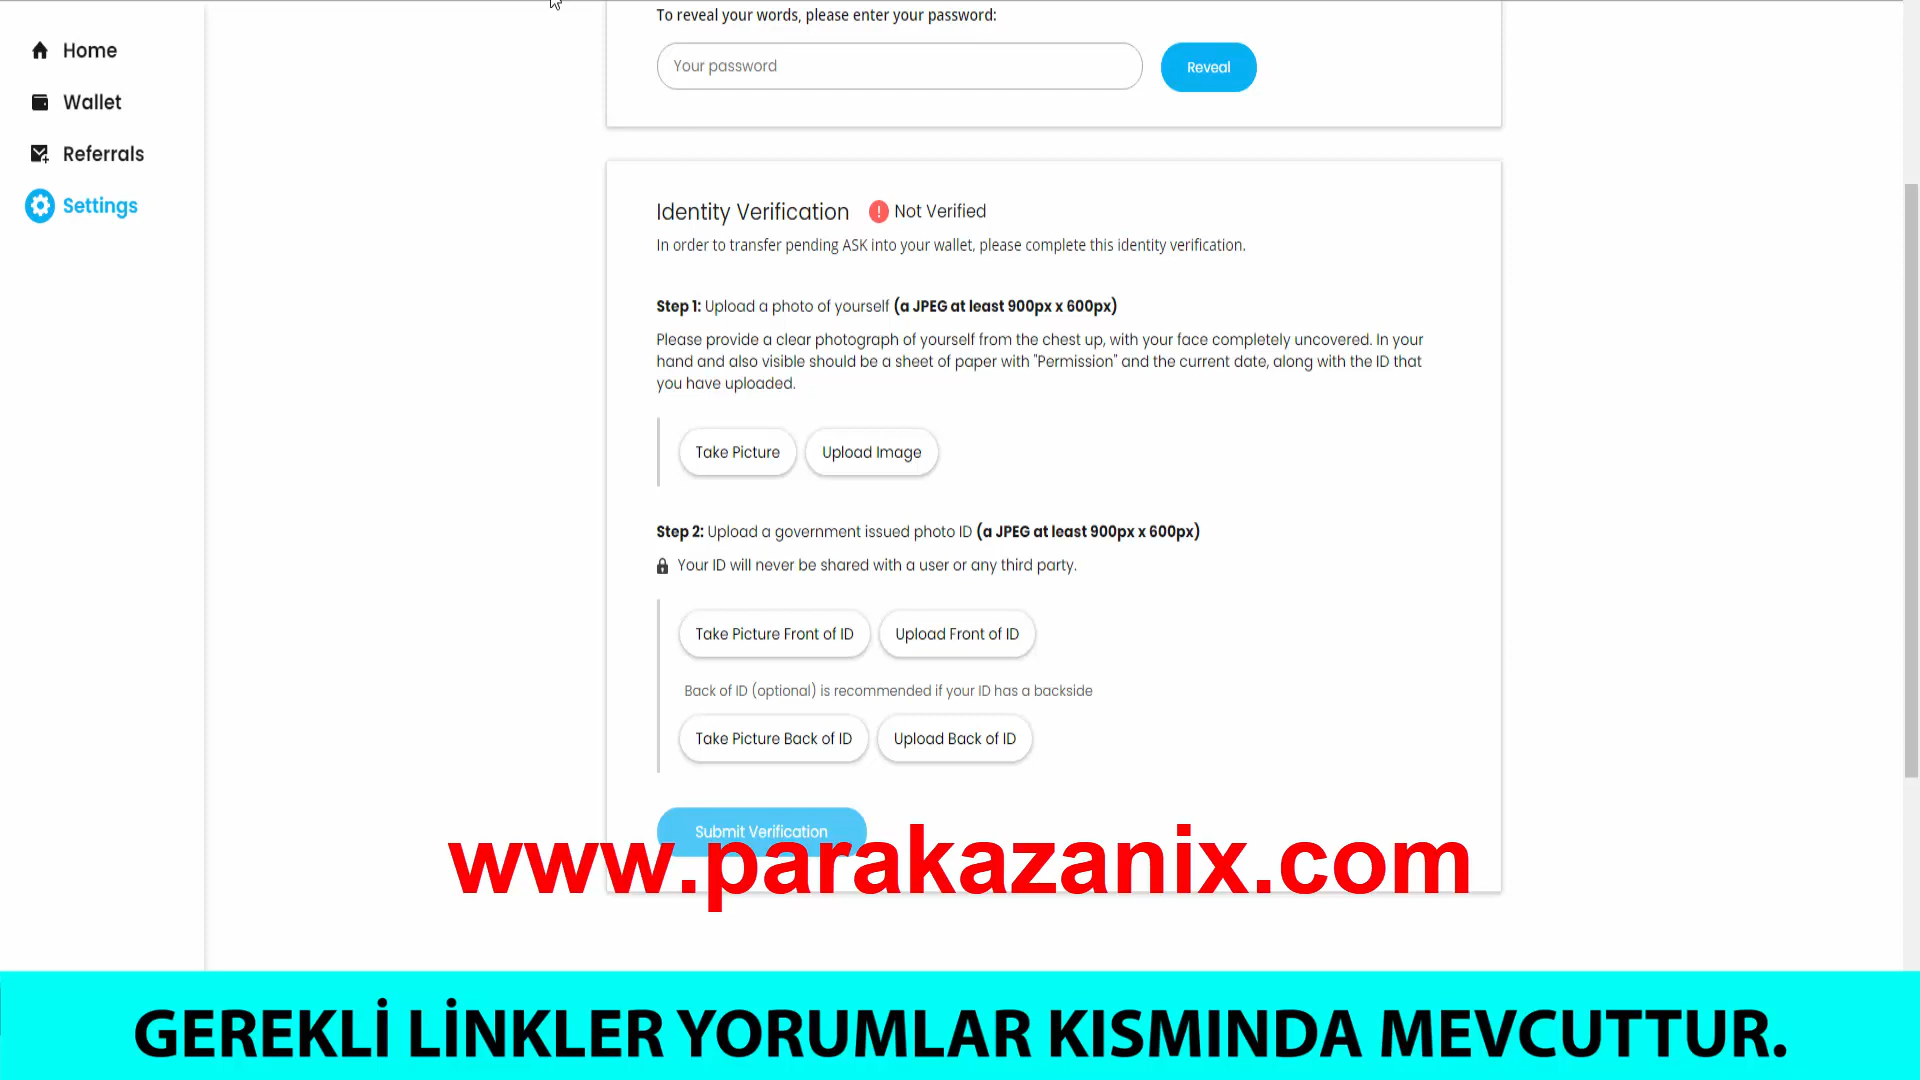 To reveal your words, please enter your password:
Your password
Reveal
Home
Wallet
Referrals
Settings
Identity Verification
Not Verified
In order to transfer pending ASK into your wallet, please complete this identity verification.
Step 1: Upload a photo of yourself (a JPEG at least 900px x 600px)
Please provide a clear photograph of yourself from the chest up, with your face completely uncovered. In your
hand and also visible should be a sheet of paper with "Permission" and the current date, along with the ID that
you have uploaded.
Take Picture
Upload Image
Step 2: Upload a government issued photo ID (a JPEG at least 900px x 600px)
Your ID will never be shared with a user or any third party.
Take Picture Front of ID
Upload Front of ID
Back of ID (optional) is recommended if your ID has a backside
Take Picture Back of ID
Upload Back of ID
Submit Verification
www.parakazanix.com
GEREKLİ LİNKLER YORUMLAR KISMINDA MEVCUTTUR.